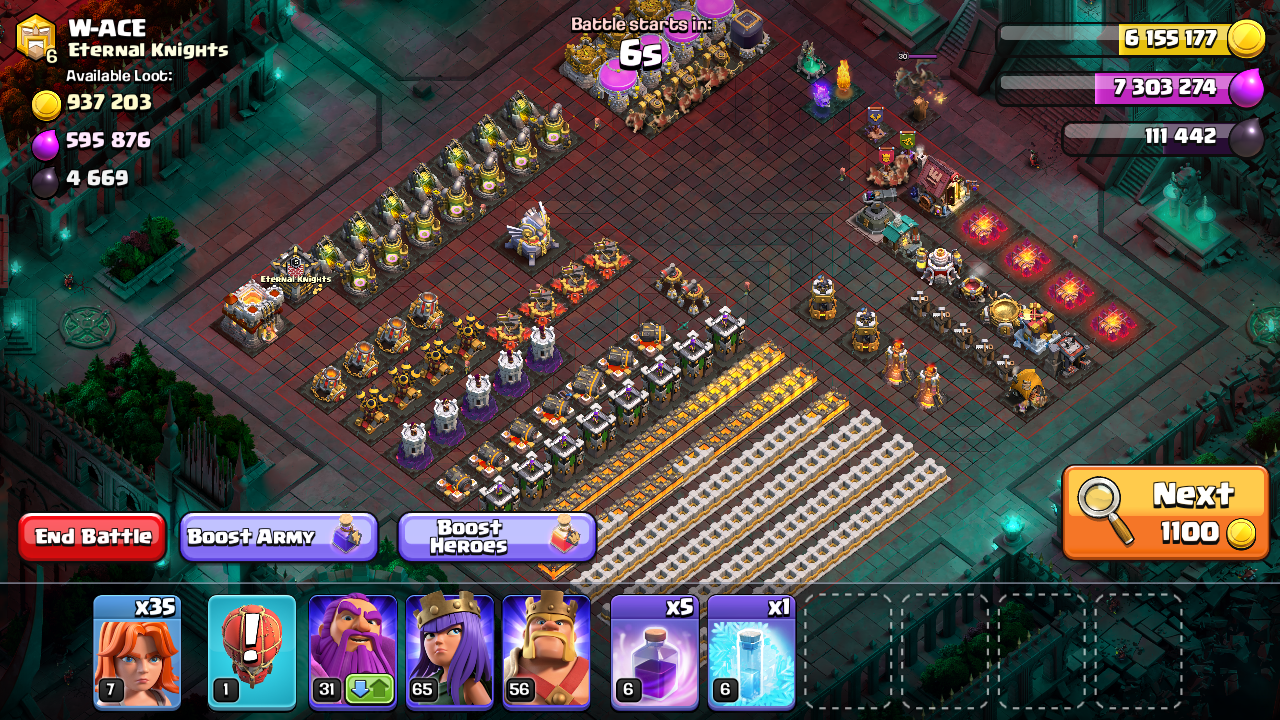 W-ACE
Eternal Knights
6
Available Loot:
937 203
595 876
4 669
Battle starts in:
6s
6 155 177
7 303 274
111 442
30
Eternal Knights
End Battle
Boost Army
Boost
Heroes
Next
1100
x35
7
1
31
65
56
x5
6
x1
6